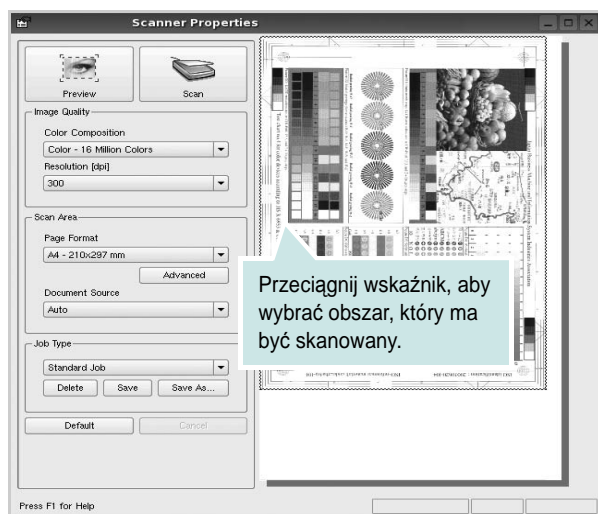 Scanner Properties
Preview
Scan
Image Quality
Color Composition
Color - 16 Million Colors
Resolution [dpi]
300
Scan Area
Page Format
A4 - 210x297 mm
Advanced
Document Source
Auto
Job Type
Standard Job
Delete Save Save As...
Default Cancel
Przeciągnij wskaźnik, aby
wybrać obszar, który ma
być skanowany.
Press F1 for Help